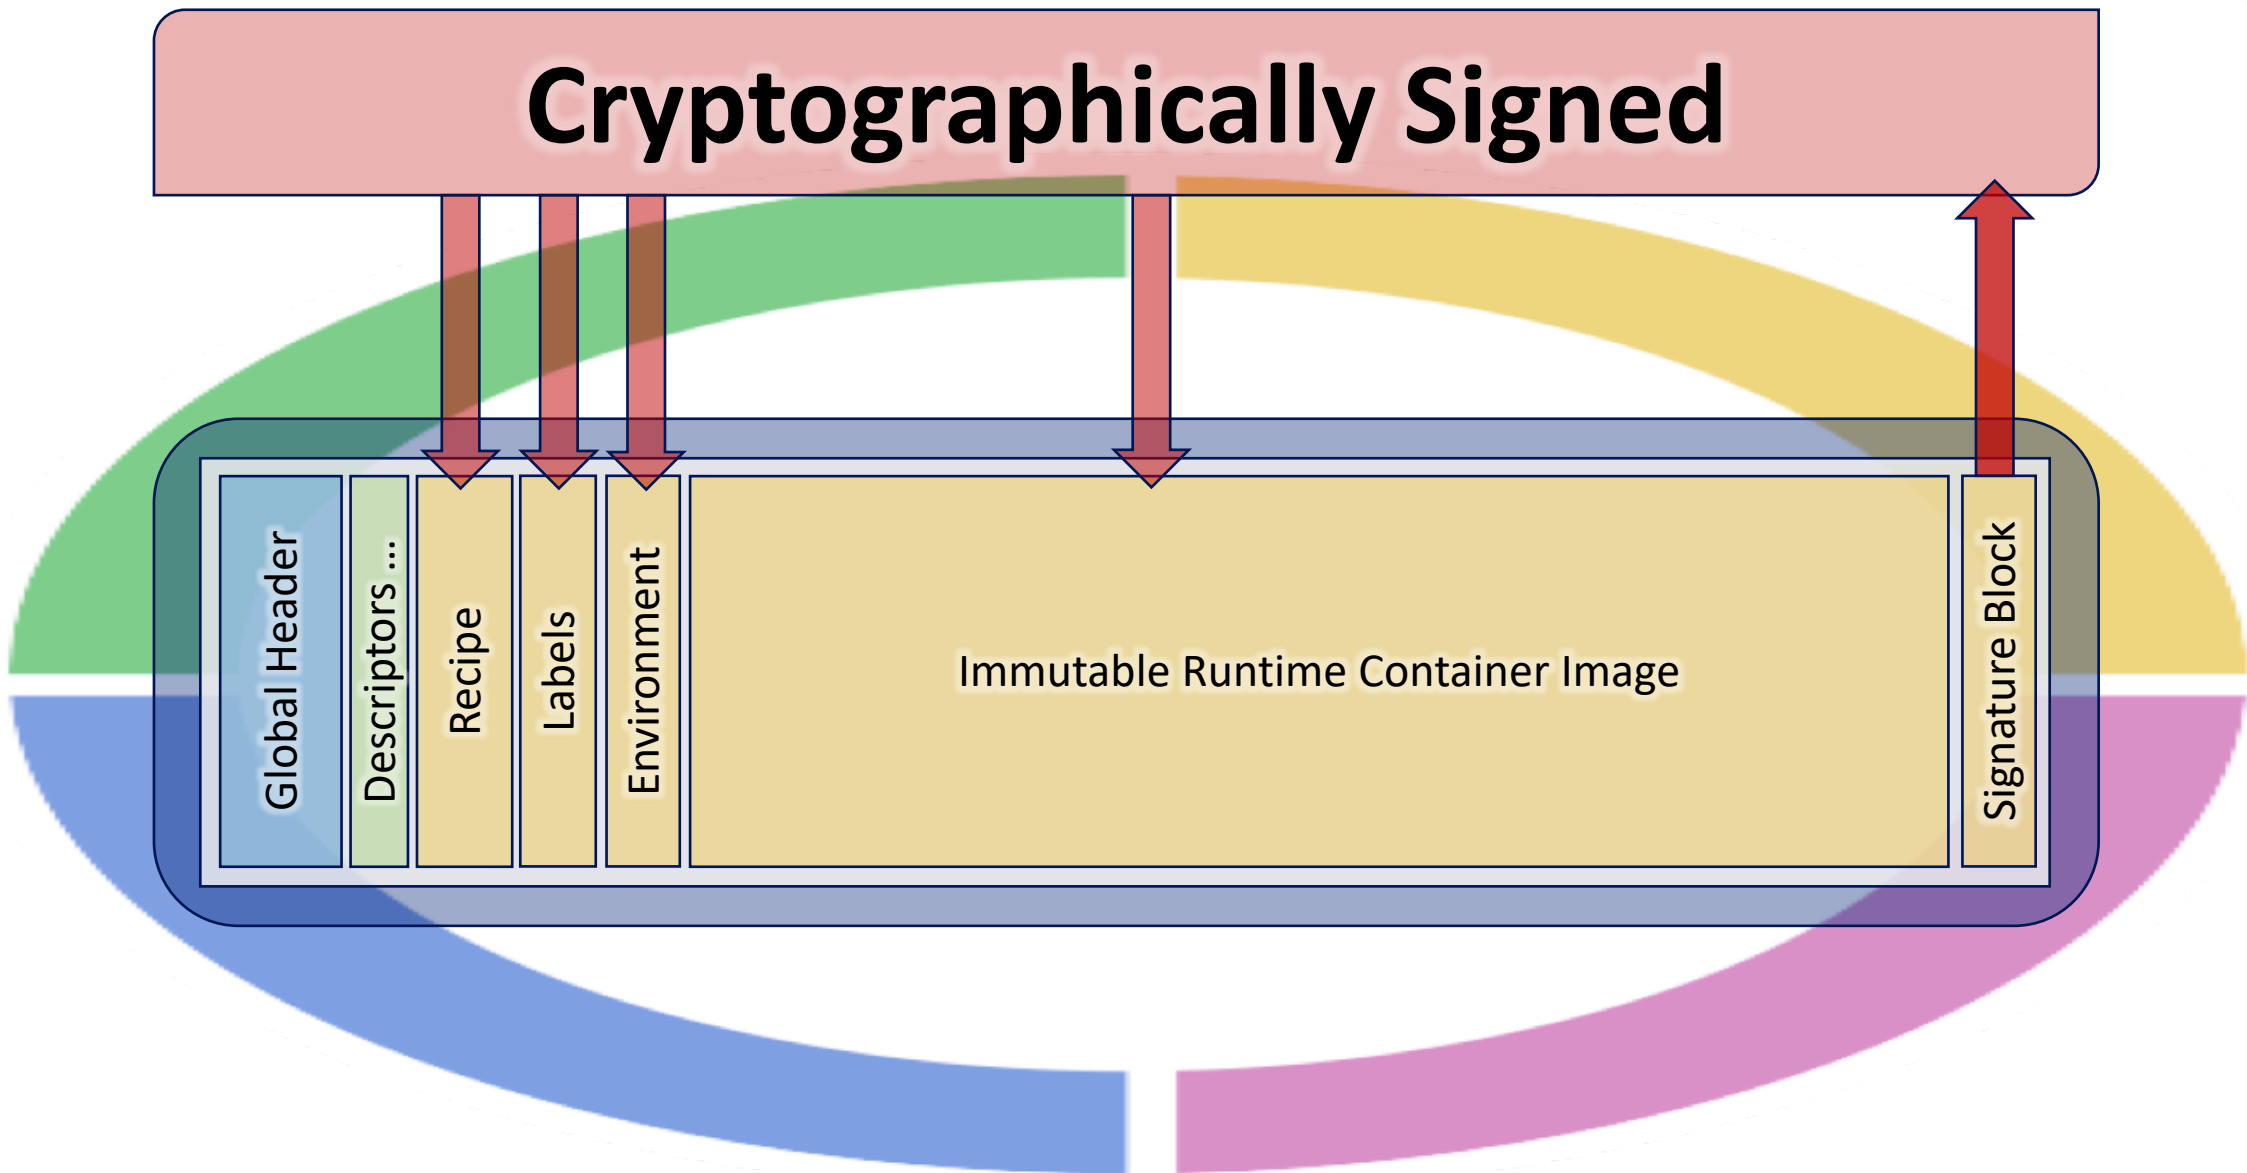 Cryptographically Signed
Global Header
Descriptors ...
Recipe
Labels
Environment
Immutable Runtime Container Image
Signature Block